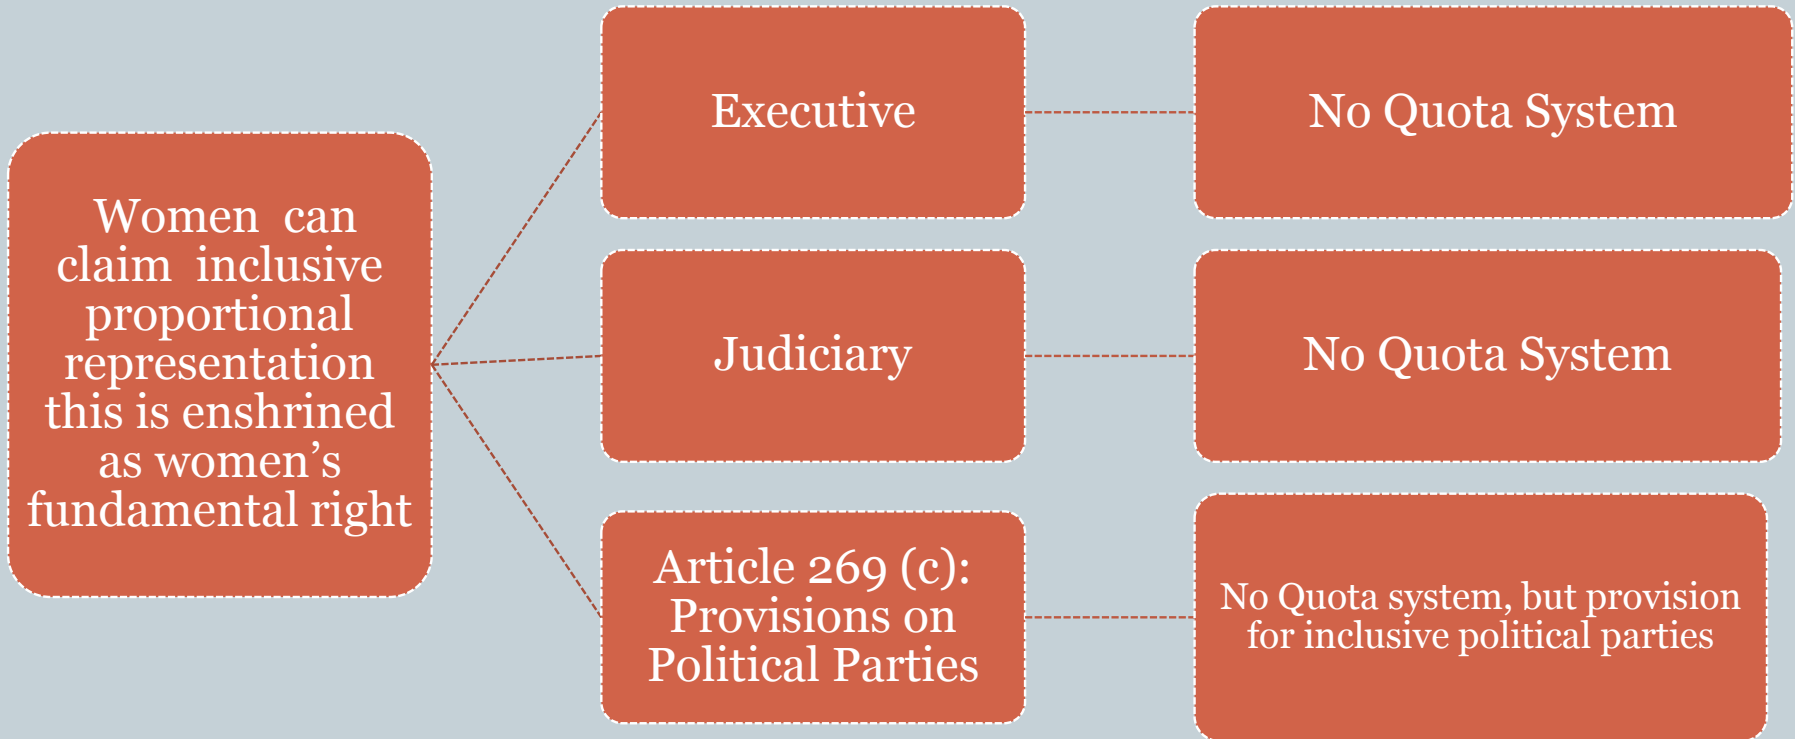 Women  can
claim  inclusive
proportional
representation
this is enshrined
as women’s
fundamental right
Executive
No Quota System
Judiciary
No Quota System
Article 269 (c):
Provisions on
Political Parties
No Quota system, but provision
for inclusive political parties